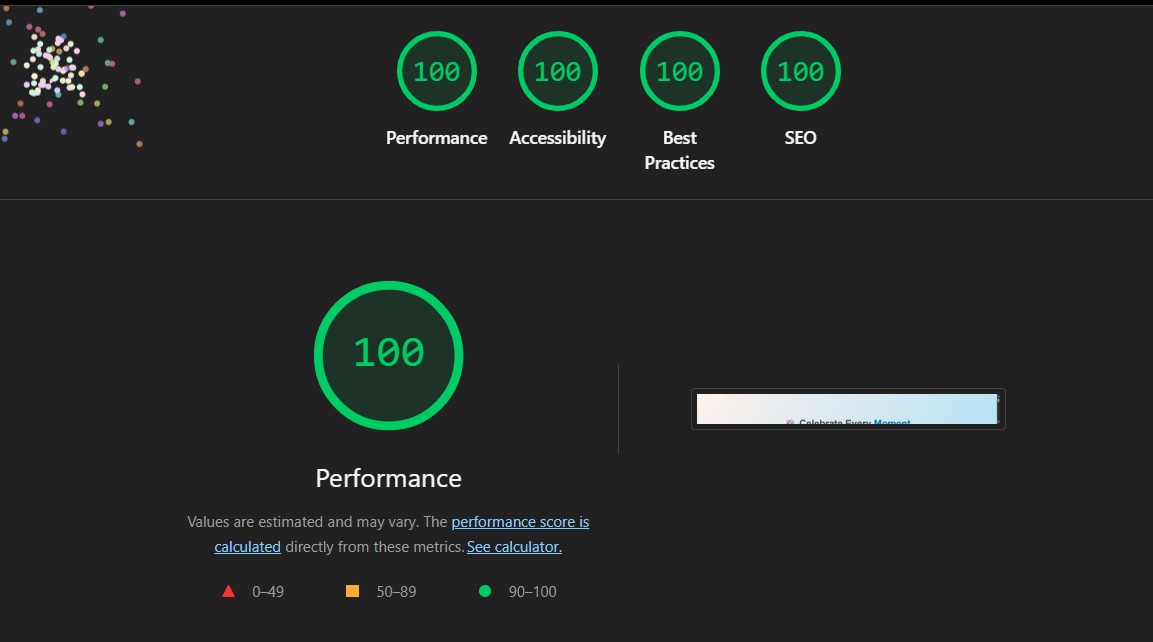 100 100 100 100
Performance Accessibility Best Practices SEO
100
Performance
Values are estimated and may vary. The performance score is
calculated directly from these metrics. See calculator.
0–49 50–89 90–100
Celebrate Every Moment